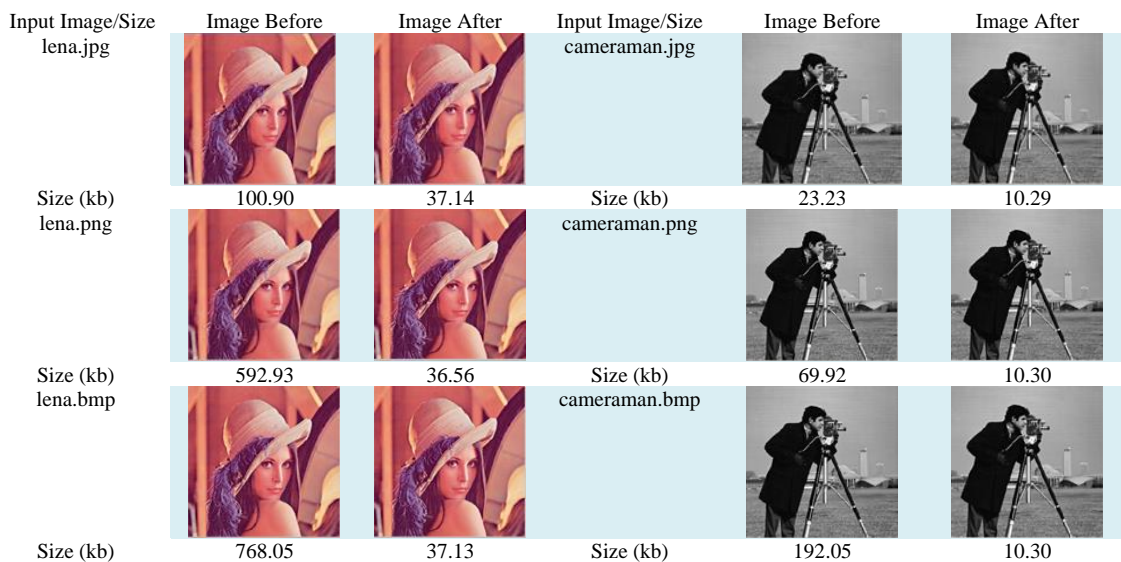 Input Image/Size Image Before Image After Input Image/Size Image Before Image After
lena.jpg cameraman.jpg
Size (kb) 100.90 37.14 Size (kb) 23.23 10.29
lena.png cameraman.png
Size (kb) 592.93 36.56 Size (kb) 69.92 10.30
lena.bmp cameraman.bmp
Size (kb) 768.05 37.13 Size (kb) 192.05 10.30